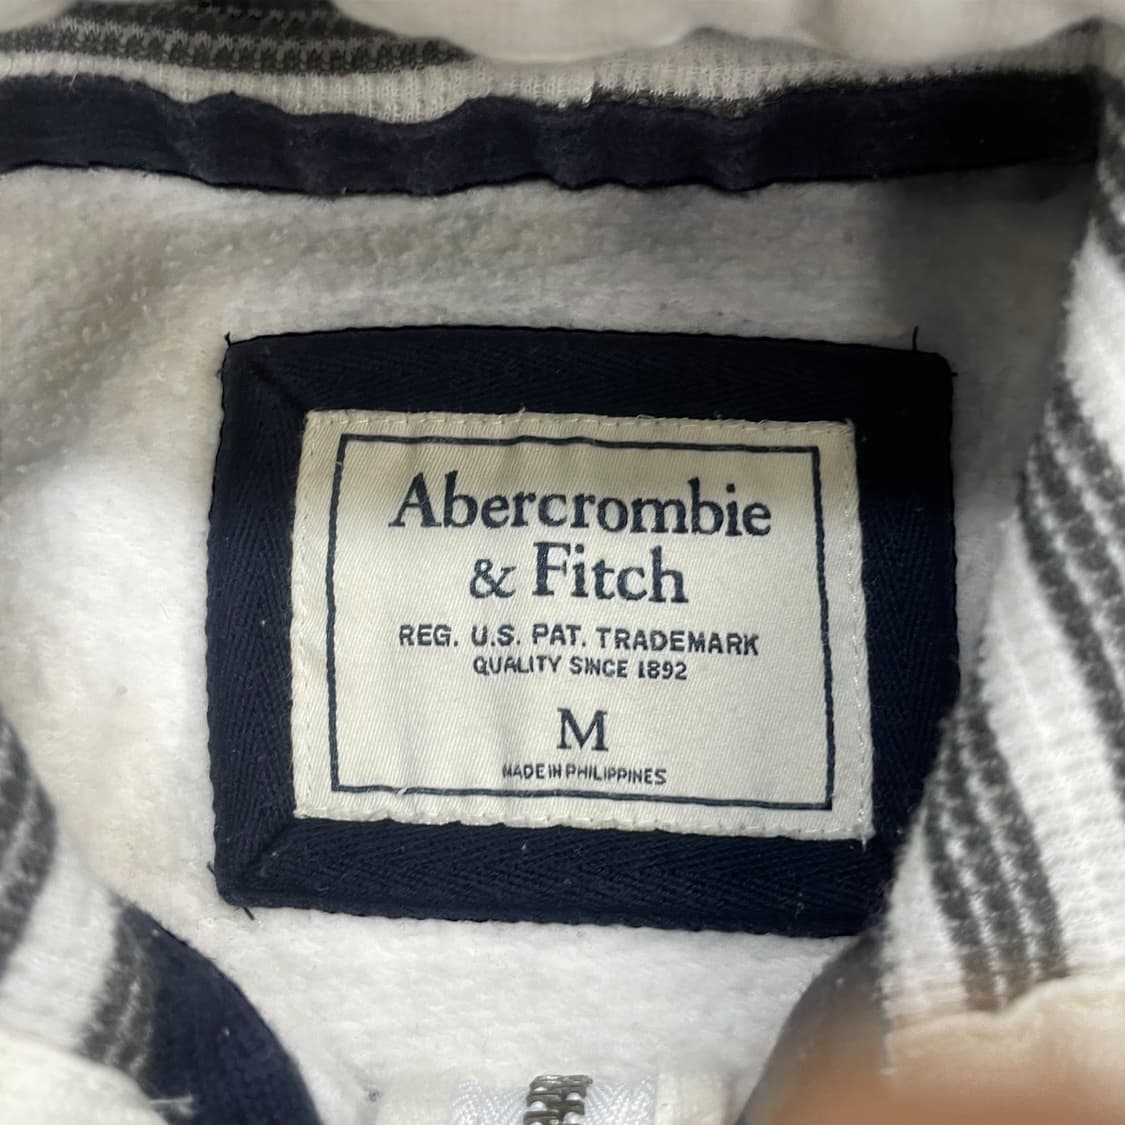 Abercrombie
& Fitch
REG. U.S. PAT. TRADEMARK
QUALITY SINCE 1892
M
MADE IN PHILIPPINES